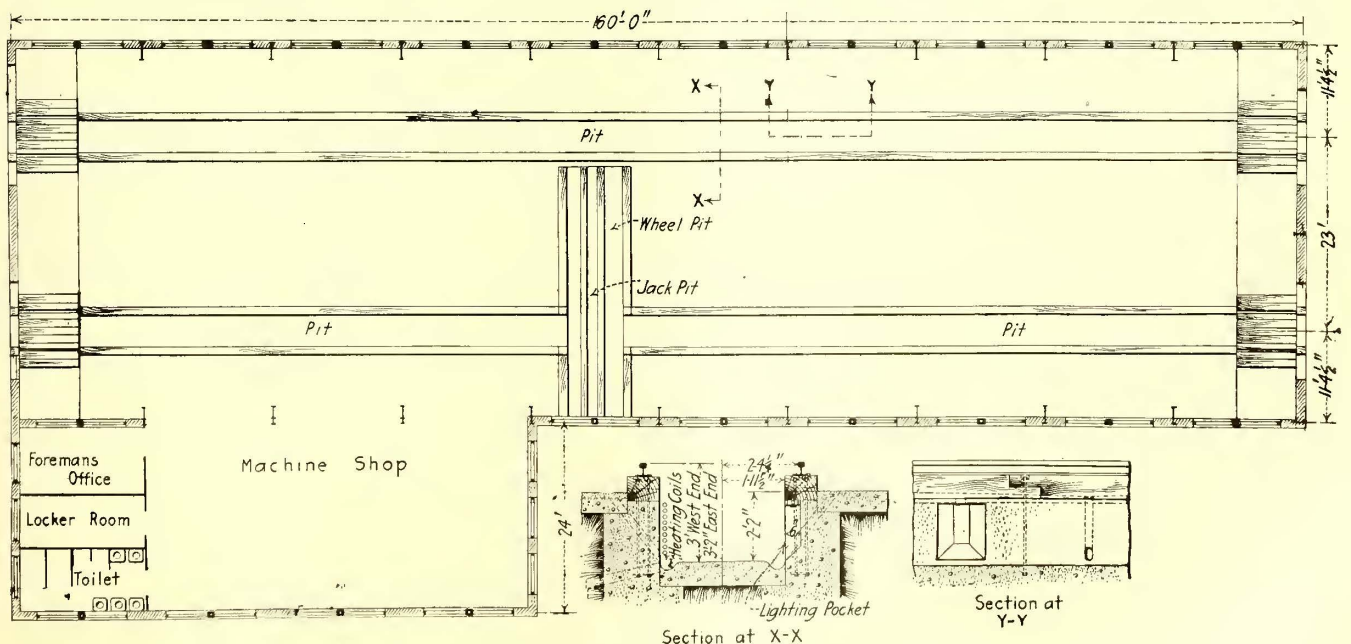 160'-0"
11'-4½"
X
Y Y
Pit
X
Wheel Pit
23'
Jack Pit
Pit
Pit
11'-4½"
Foremans
Office
Machine Shop
Locker Room
Toilet
24'
2'-4¼"
1'-11½"
Heating Coils
3' West End
3'-2" East End
2'-2"
Lighting Pocket
Section at X-X
Section at
Y-Y